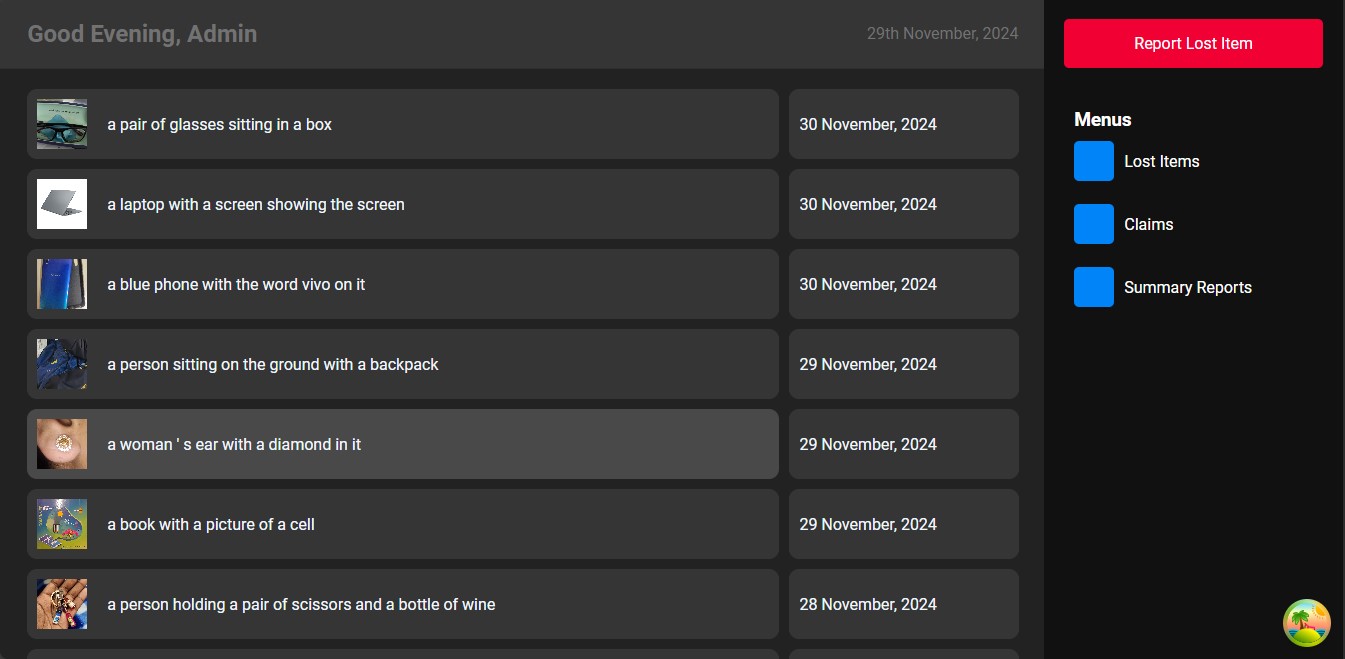 Good Evening, Admin
29th November, 2024
Report Lost Item
a pair of glasses sitting in a box
30 November, 2024
a laptop with a screen showing the screen
30 November, 2024
a blue phone with the word vivo on it
30 November, 2024
a person sitting on the ground with a backpack
29 November, 2024
a woman ' s ear with a diamond in it
29 November, 2024
a book with a picture of a cell
29 November, 2024
a person holding a pair of scissors and a bottle of wine
28 November, 2024
Menus
Lost Items
Claims
Summary Reports